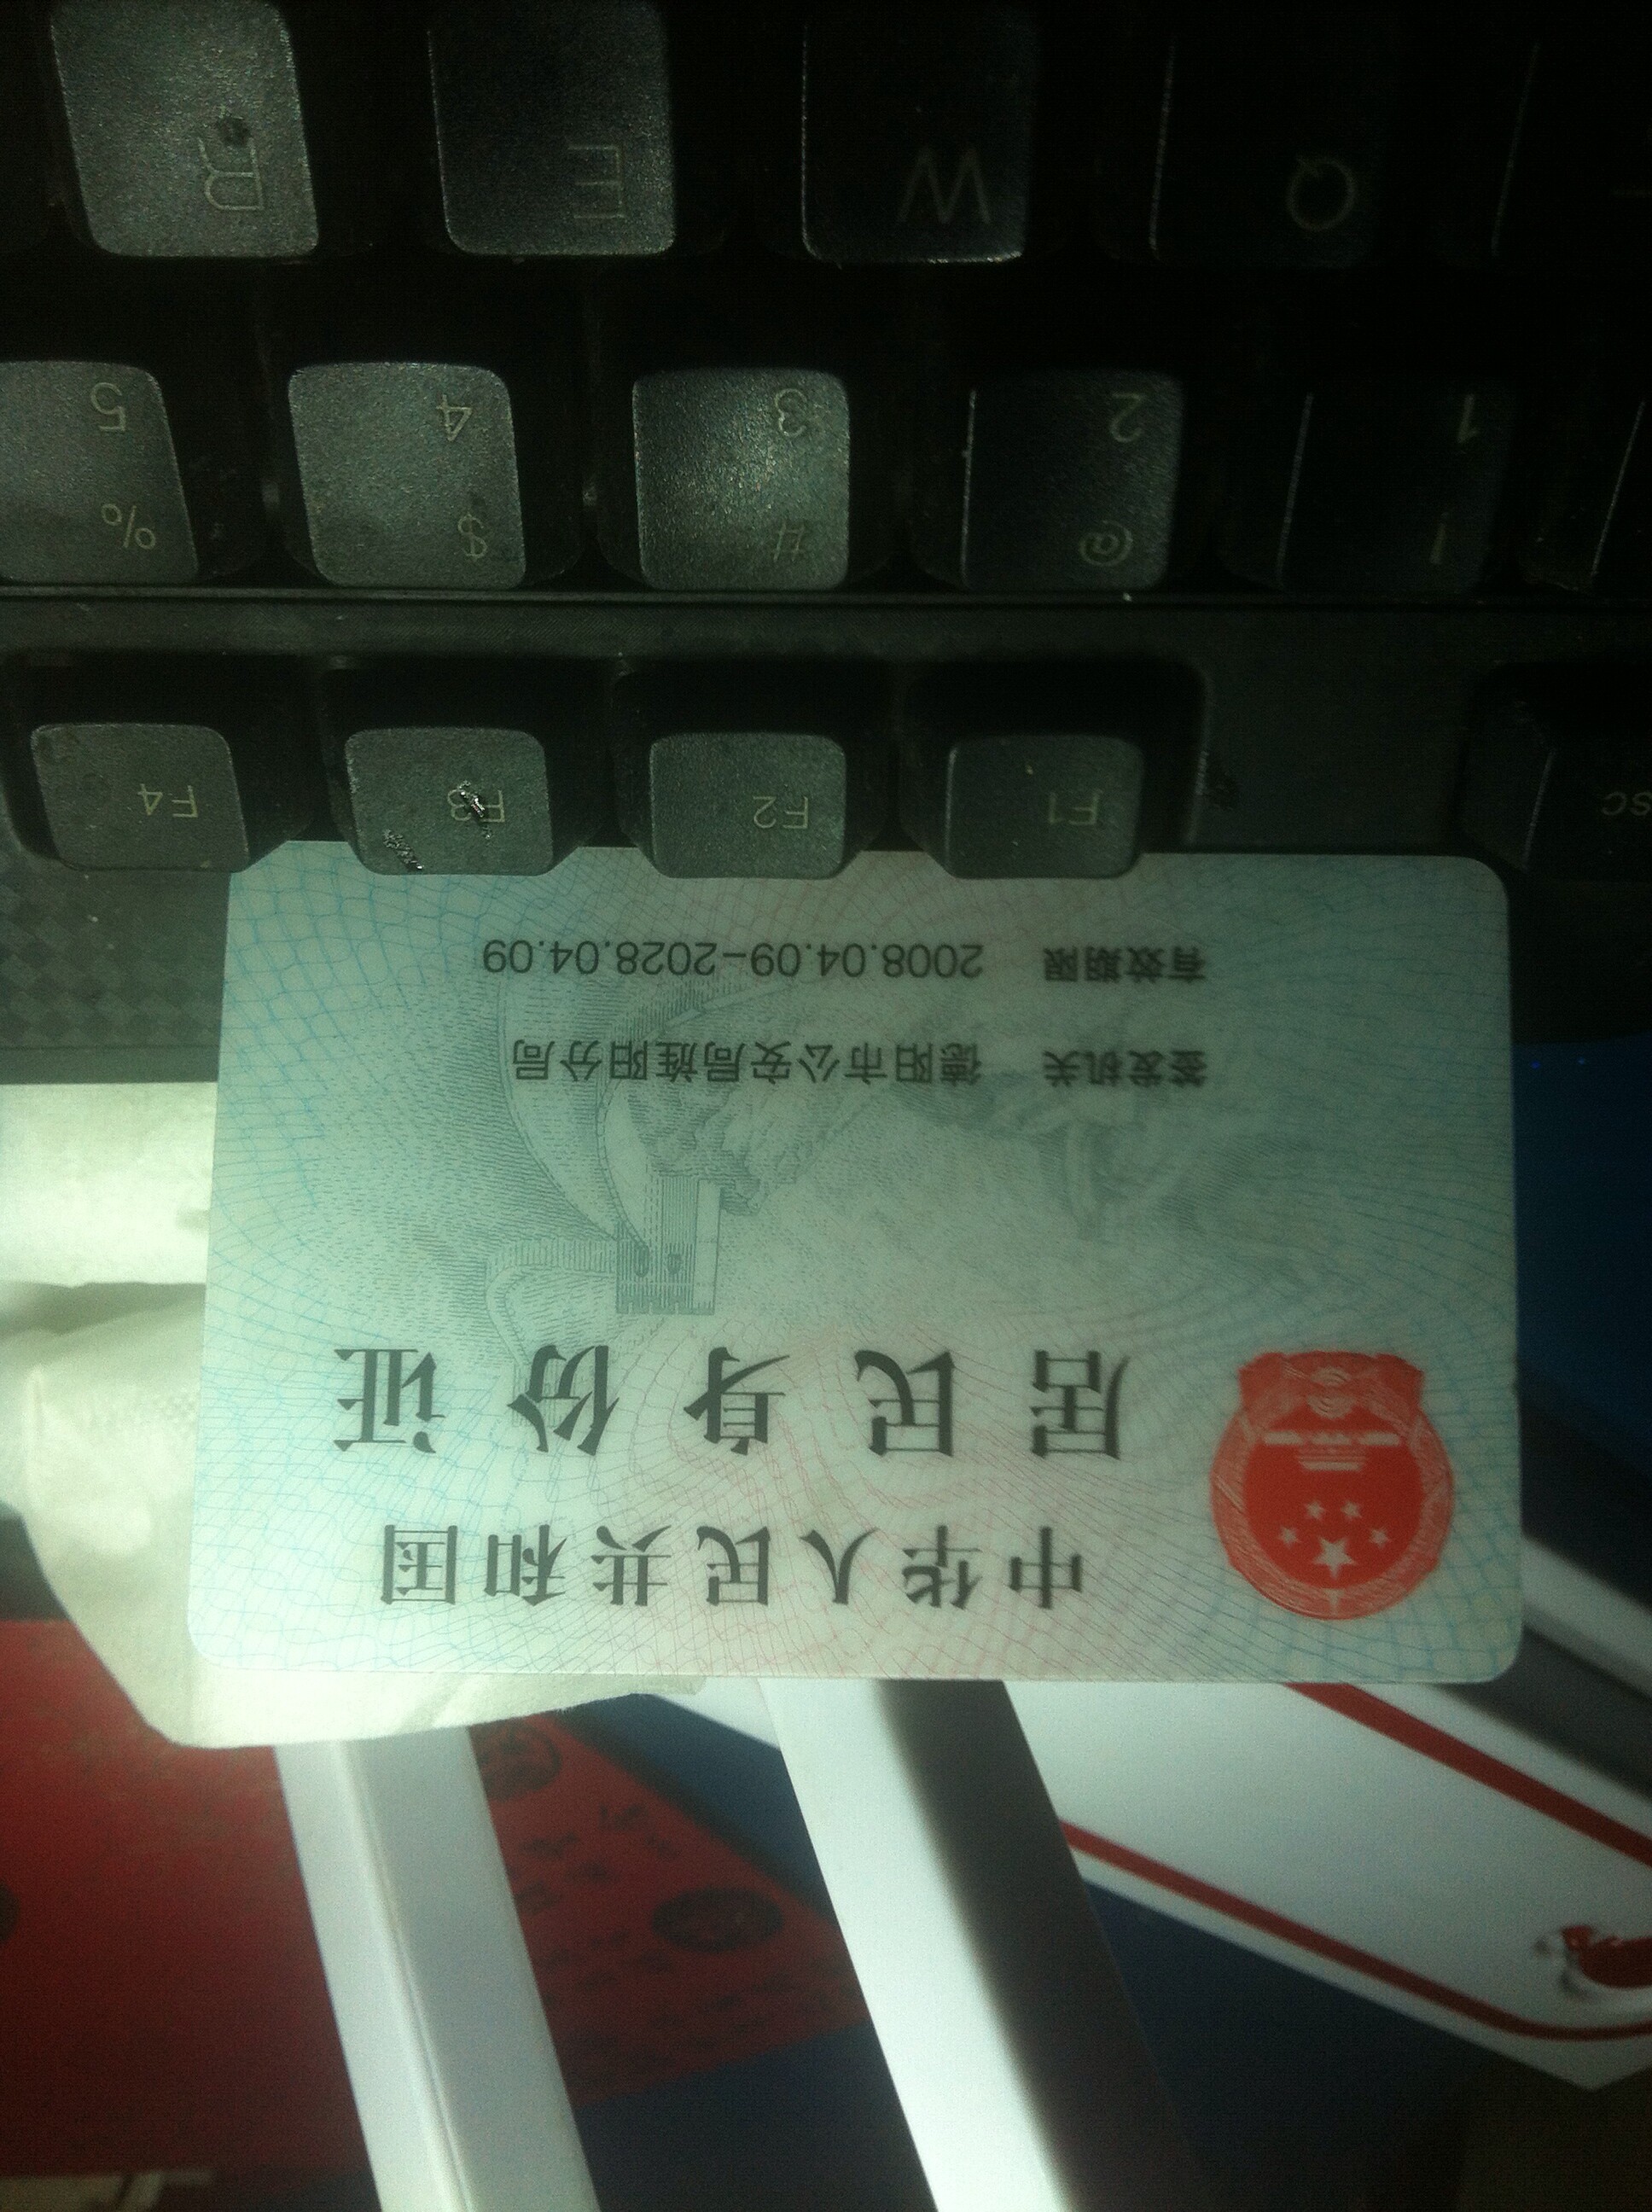 中华人民共和国
居民身份证
签发机关 德阳市公安局旌阳分局
有效期限 2008.04.09-2028.04.09
F1 F2 F3 F4
! @ # $ %
1 2 3 4 5
Q W E R